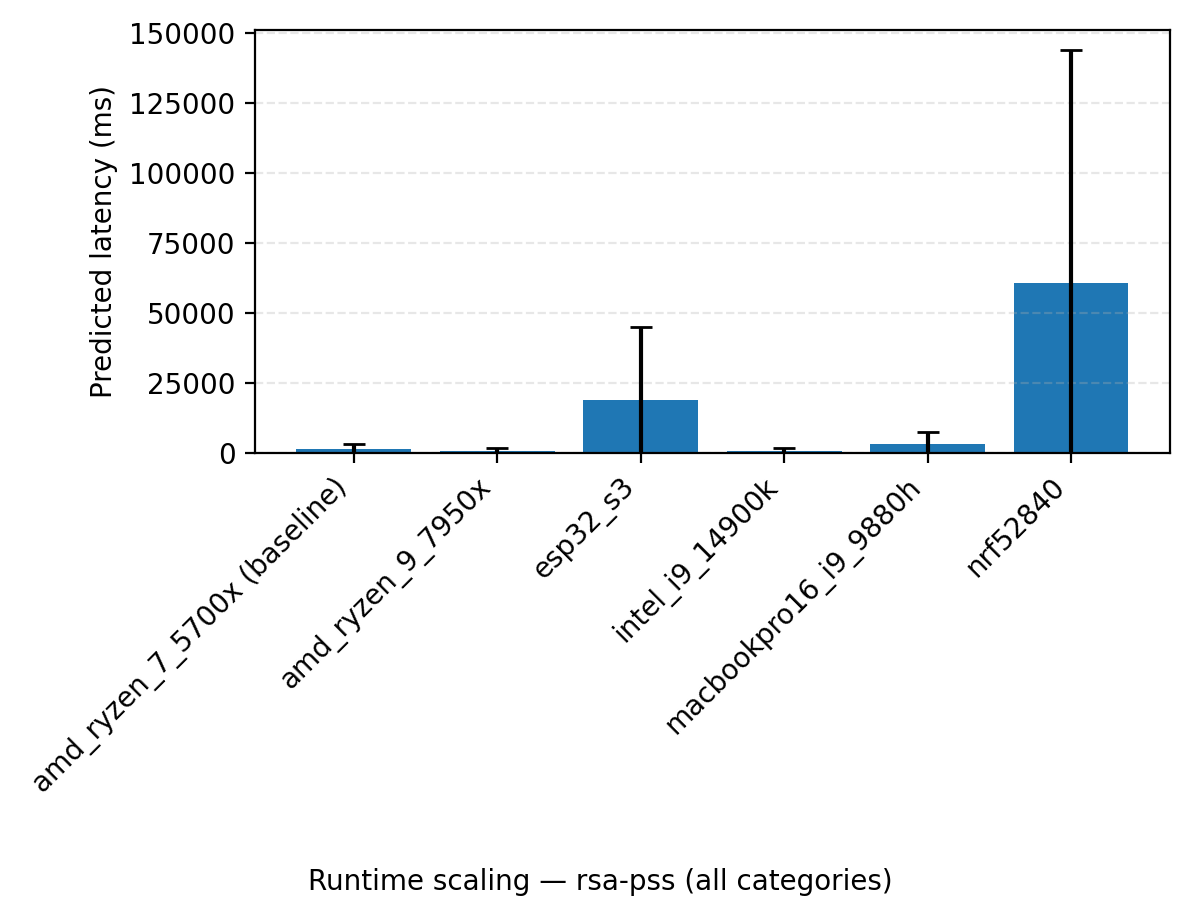 Predicted latency (ms)
150000
125000
100000
75000
50000
25000
0
amd_ryzen_7_5700x (baseline)
amd_ryzen_9_7950x
esp32_s3
intel_i9_14900k
macbookpro16_i9_9880h
nrf52840
Runtime scaling — rsa-pss (all categories)